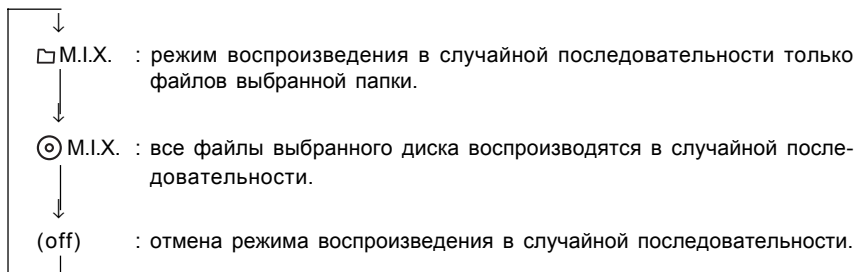 M.I.X. : режим воспроизведения в случайной последовательности только
файлов выбранной папки.
M.I.X. : все файлы выбранного диска воспроизводятся в случайной после-
довательности.
(off) : отмена режима воспроизведения в случайной последовательности.